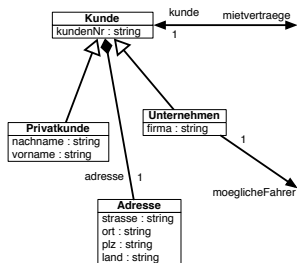 Kunde
kundenNr : string
kunde
mietvertraege
1
Privatkunde
nachname : string
vorname : string
Unternehmen
firma : string
1
adresse
1
moeglicheFahrer
Adresse
strasse : string
ort : string
plz : string
land : string